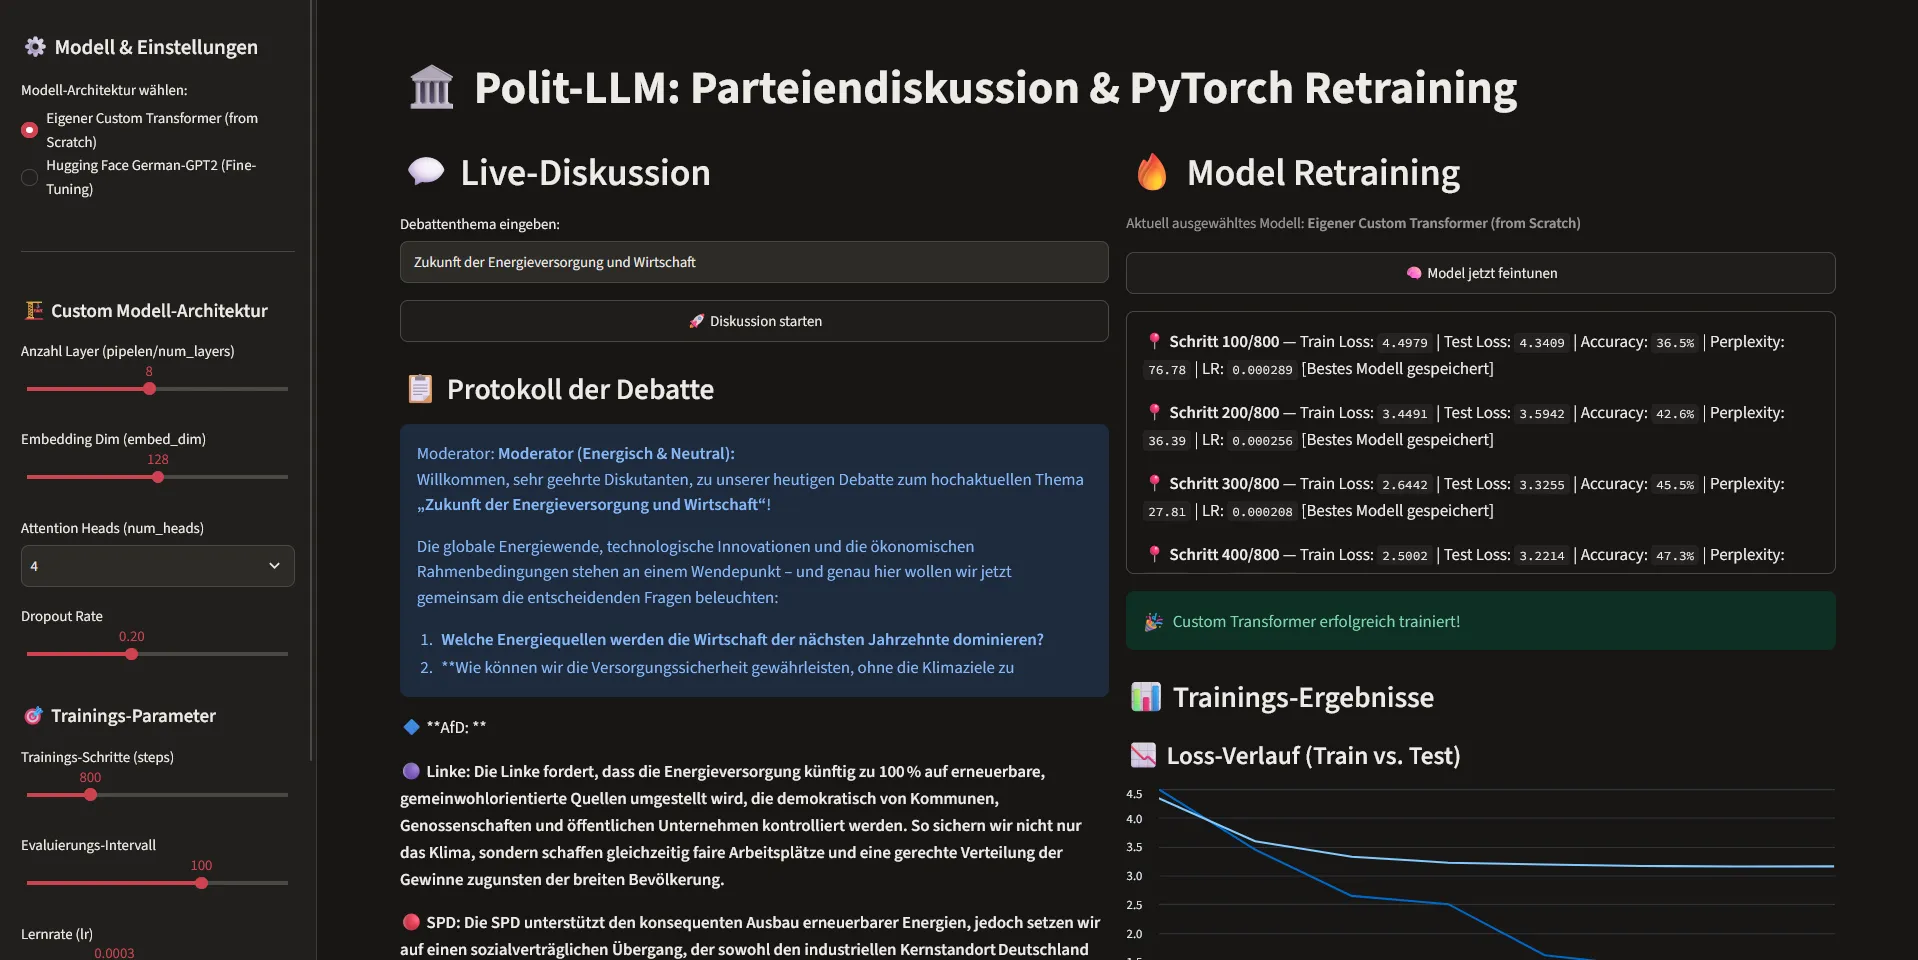 Modell & Einstellungen
Modell-Architektur wählen:
Eigener Custom Transformer (from
Scratch)
Hugging Face German-GPT2 (Fine-
Tuning)
Custom Modell-Architektur
Anzahl Layer (pipelen/num_layers)
8
Embedding Dim (embed_dim)
128
Attention Heads (num_heads)
4
Dropout Rate
0.20
Trainings-Parameter
Trainings-Schritte (steps)
800
Evaluierungs-Intervall
100
Lernrate (lr)
0.0003
Polit-LLM: Parteiendiskussion & PyTorch Retraining
Live-Diskussion
Debattenthema eingeben:
Zukunft der Energieversorgung und Wirtschaft
Diskussion starten
Protokoll der Debatte
Moderator: Moderator (Energisch & Neutral):
Willkommen, sehr geehrte Diskutanten, zu unserer heutigen Debatte zum hochaktuellen Thema
„Zukunft der Energieversorgung und Wirtschaft“!
Die globale Energiewende, technologische Innovationen und die ökonomischen
Rahmenbedingungen stehen an einem Wendepunkt – und genau hier wollen wir jetzt
gemeinsam die entscheidenden Fragen beleuchten:
1. Welche Energiequellen werden die Wirtschaft der nächsten Jahrzehnte dominieren?
2. **Wie können wir die Versorgungssicherheit gewährleisten, ohne die Klimaziele zu
**AfD: **
Linke: Die Linke fordert, dass die Energieversorgung künftig zu 100 % auf erneuerbare,
gemeinwohlorientierte Quellen umgestellt wird, die demokratisch von Kommunen,
Genossenschaften und öffentlichen Unternehmen kontrolliert werden. So sichern wir nicht nur
das Klima, sondern schaffen gleichzeitig faire Arbeitsplätze und eine gerechte Verteilung der
Gewinne zugunsten der breiten Bevölkerung.
SPD: Die SPD unterstützt den konsequenten Ausbau erneuerbarer Energien, jedoch setzen wir
auf einen sozialverträglichen Übergang, der sowohl den industriellen Kernstandort Deutschland
Model Retraining
Aktuell ausgewähltes Modell: Eigener Custom Transformer (from Scratch)
Model jetzt feintunen
Schritt 100/800 — Train Loss: 4.4979 | Test Loss: 4.3409 | Accuracy: 36.5% | Perplexity:
76.78 | LR: 0.000289 [Bestes Modell gespeichert]
Schritt 200/800 — Train Loss: 3.4491 | Test Loss: 3.5942 | Accuracy: 42.6% | Perplexity:
36.39 | LR: 0.000256 [Bestes Modell gespeichert]
Schritt 300/800 — Train Loss: 2.6442 | Test Loss: 3.3255 | Accuracy: 45.5% | Perplexity:
27.81 | LR: 0.000208 [Bestes Modell gespeichert]
Schritt 400/800 — Train Loss: 2.5002 | Test Loss: 3.2214 | Accuracy: 47.3% | Perplexity:
Custom Transformer erfolgreich trainiert!
Trainings-Ergebnisse
Loss-Verlauf (Train vs. Test)
4.5
4.0
3.5
3.0
2.5
2.0